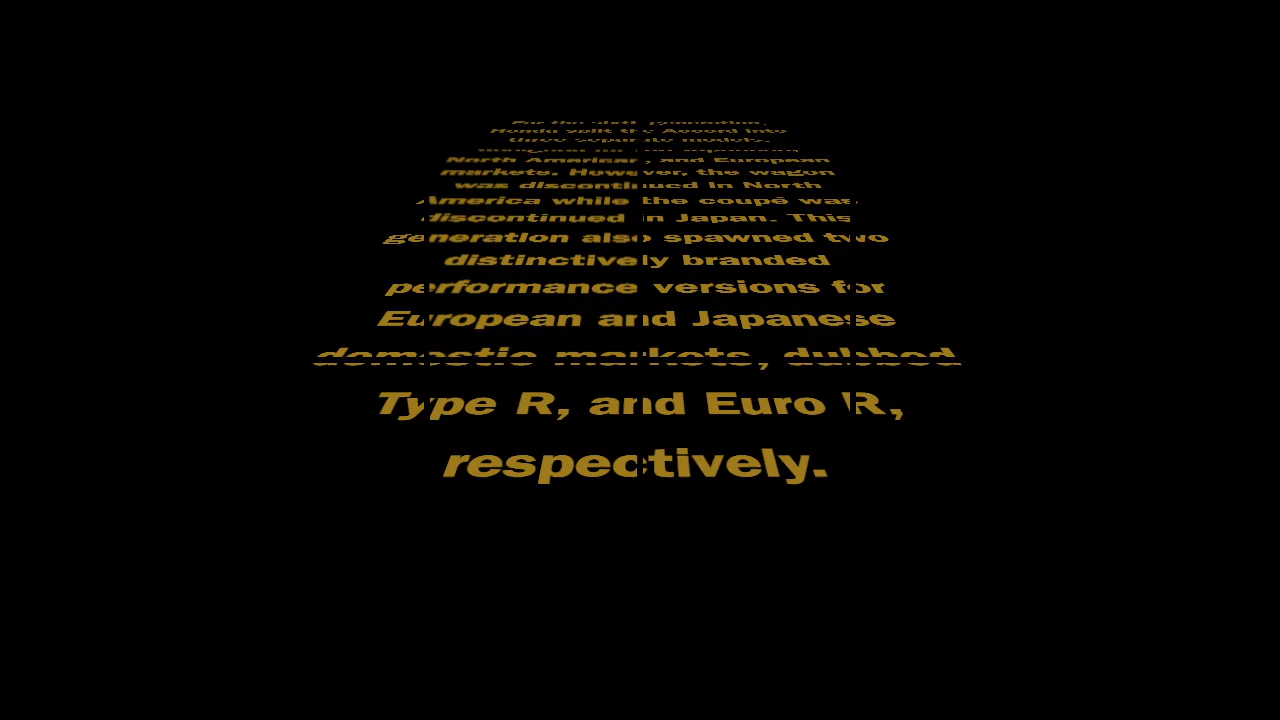 For the sixth generation,
Honda split the Accord into
three separate models,
North American, and European
markets. However, the wagon
was discontinued in North
America while the coupé was
discontinued in Japan. This
generation also spawned two
distinctively branded
performance versions for
European and Japanese
domestic markets, dubbed
Type R, and Euro R,
respectively.